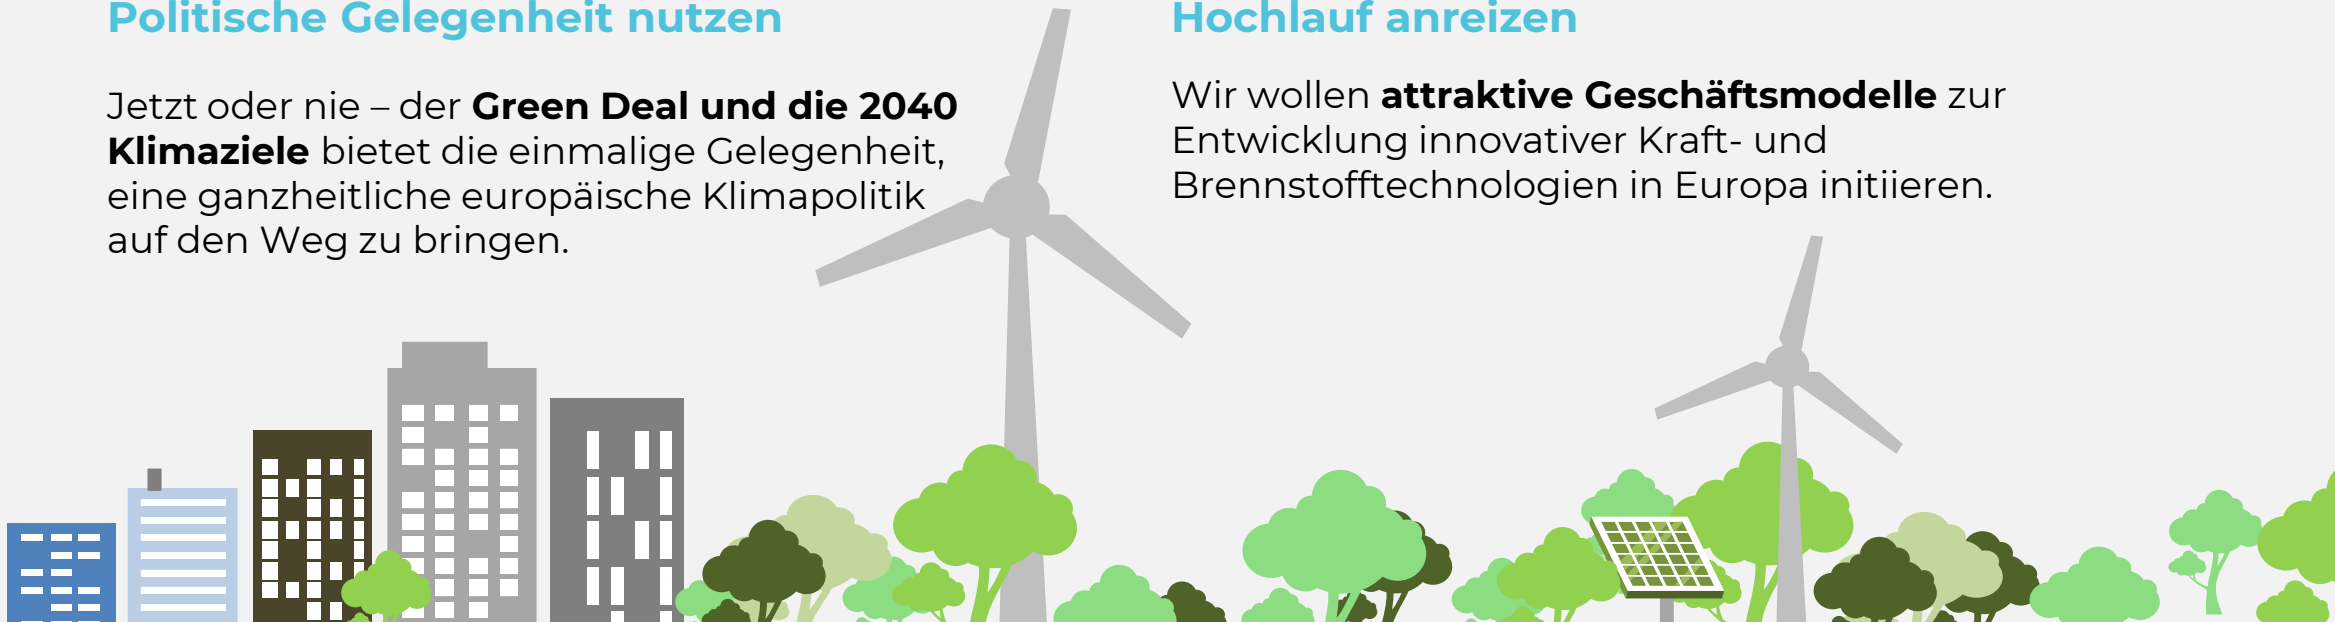 Politische Gelegenheit nutzen
Jetzt oder nie – der Green Deal und die 2040
Klimaziele bietet die einmalige Gelegenheit,
eine ganzheitliche europäische Klimapolitik
auf den Weg zu bringen.
Hochlauf anreizen
Wir wollen attraktive Geschäftsmodelle zur
Entwicklung innovativer Kraft- und
Brennstofftechnologien in Europa initiieren.